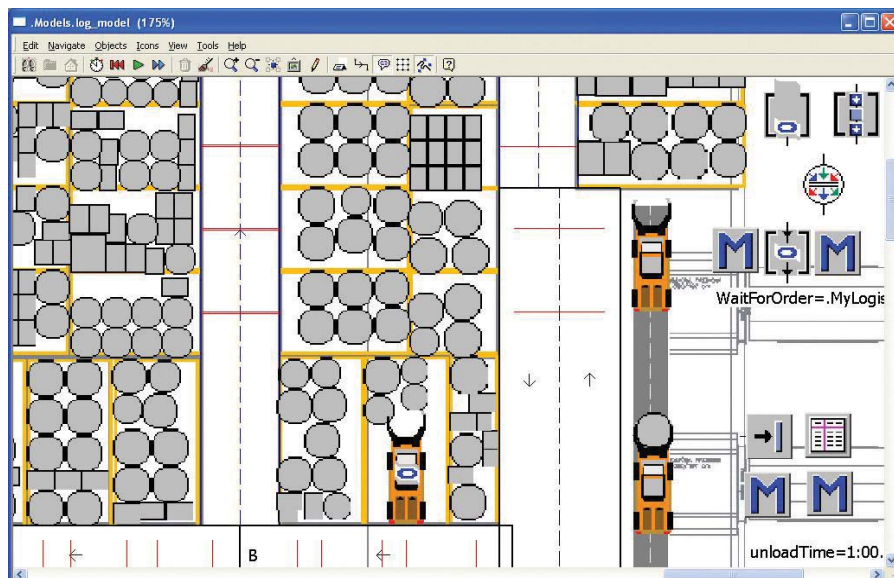 .Models.log_model (175%)
Edit Navigate Objects Icons View Tools Help
M M
WaitForOrder=.MyLogis
M M
unloadTime=1:00.
B